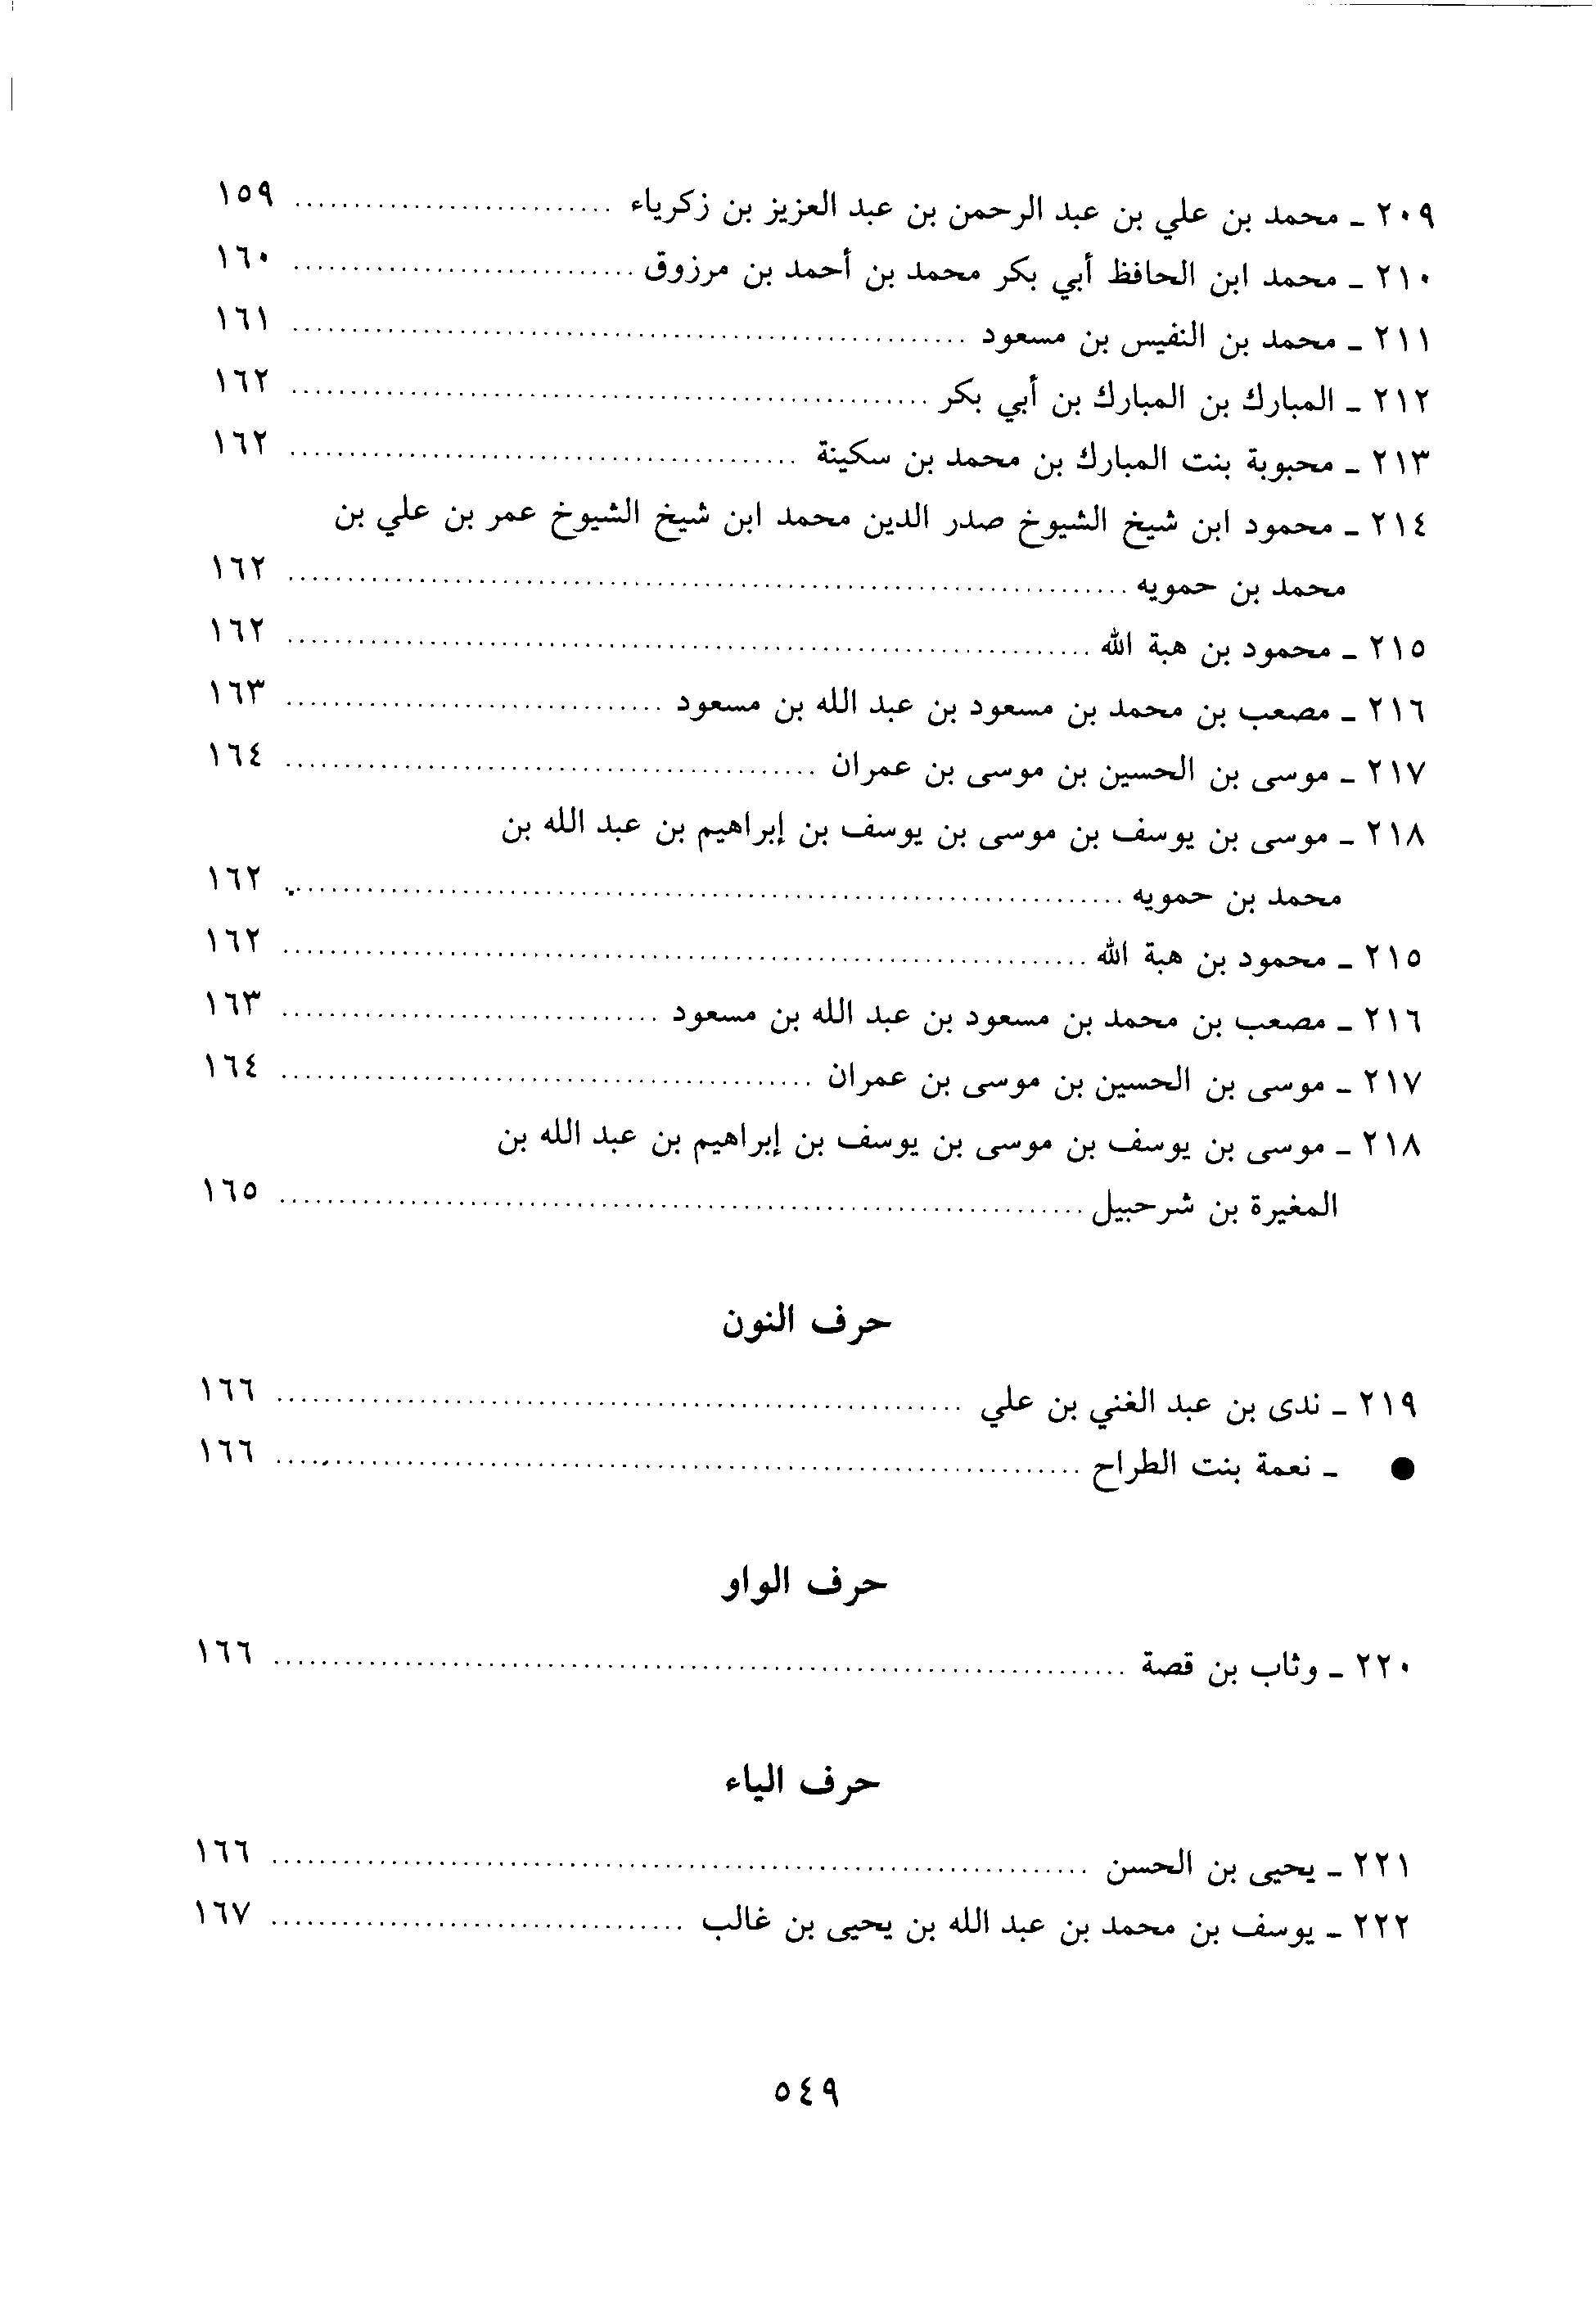 ٢٠٩ ـ محمد بن علي بن عبد الرحمن بن عبد العزيز بن زكرياء ........ ١٥٩
٢١٠ ـ محمد ابن الحافظ أبي بكر محمد بن أحمد بن مرزوق ........ ١٦٠
٢١١ ـ محمد بن النفيس بن مسعود ........ ١٦١
٢١٢ ـ المبارك بن المبارك بن أبي بكر ........ ١٦٢
٢١٣ ـ محبوبة بنت المبارك بن محمد بن سكينة ........ ١٦٢
٢١٤ ـ محمود ابن شيخ الشيوخ صدر الدين محمد ابن شيخ الشيوخ عمر بن علي بن
محمد بن حمويه ........ ١٦٢
٢١٥ ـ محمود بن هبة الله ........ ١٦٢
٢١٦ ـ مصعب بن محمد بن مسعود بن عبد الله بن مسعود ........ ١٦٣
٢١٧ ـ موسى بن الحسين بن موسى بن عمران ........ ١٦٤
٢١٨ ـ موسى بن يوسف بن موسى بن يوسف بن إبراهيم بن عبد الله بن
محمد بن حمويه ........ ١٦٢
٢١٥ ـ محمود بن هبة الله ........ ١٦٢
٢١٦ ـ مصعب بن محمد بن مسعود بن عبد الله بن مسعود ........ ١٦٣
٢١٧ ـ موسى بن الحسين بن موسى بن عمران ........ ١٦٤
٢١٨ ـ موسى بن يوسف بن موسى بن يوسف بن إبراهيم بن عبد الله بن
المغيرة بن شرحبيل ........ ١٦٥
حرف النون
٢١٩ ـ ندى بن عبد الغني بن علي ........ ١٦٦
● ـ نعمة بنت الطراح ........ ١٦٦
حرف الواو
٢٢٠ ـ وثاب بن قصة ........ ١٦٦
حرف الياء
٢٢١ ـ يحيى بن الحسن ........ ١٦٦
٢٢٢ ـ يوسف بن محمد بن عبد الله بن يحيى بن غالب ........ ١٦٧
٥٤٩